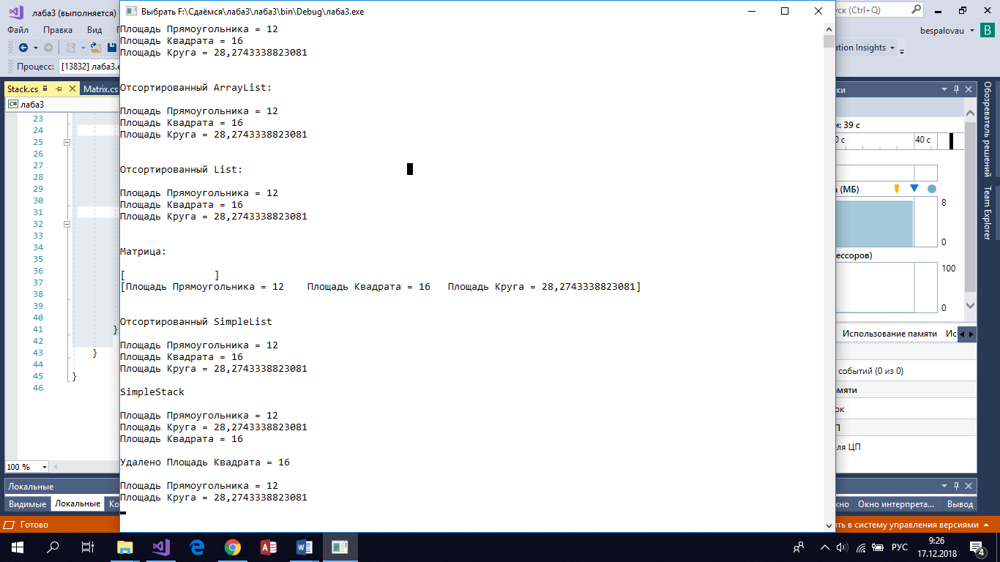 лаба3 (выполняется)
Выбрать F:\Сдаёмся\лаба3\лаба3\bin\Debug\лаба3.exe
уск (Ctrl+Q)
Файл Правка Вид
bespalovau B
ation Insights
Процесс: [13832] лаба3.e
Stack.cs Matrix.cs
C# лаба3
23
24
25
26
27
28
29
30
31
32
33
34
35
36
37
38
39
40
41 }
42
43 }
44
45 }
46
100 %
Локальные
Видимые Локальные Ко
Готово
Площадь Прямоугольника = 12
Площадь Квадрата = 16
Площадь Круга = 28,2743338823081
Отсортированный ArrayList:
Площадь Прямоугольника = 12
Площадь Квадрата = 16
Площадь Круга = 28,2743338823081
Отсортированный List:
Площадь Прямоугольника = 12
Площадь Квадрата = 16
Площадь Круга = 28,2743338823081
Матрица:
[ ]
[Площадь Прямоугольника = 12 Площадь Квадрата = 16 Площадь Круга = 28,2743338823081]
Отсортированный SimpleList
Площадь Прямоугольника = 12
Площадь Квадрата = 16
Площадь Круга = 28,2743338823081
SimpleStack
Площадь Прямоугольника = 12
Площадь Круга = 28,2743338823081
Площадь Квадрата = 16
Удалено Площадь Квадрата = 16
Площадь Прямоугольника = 12
Площадь Круга = 28,2743338823081
ки
и: 39 с
0 с 40 с
а (МБ)
8
0
ессоров)
100
0
Использование памяти Ис
событий (0 из 0)
мяти
ок
П
ля ЦП
кно Окно интерпрета... Вывод
ить в систему управления версиями
Обозреватель решений
Team Explorer
РУС
9:26
17.12.2018
4